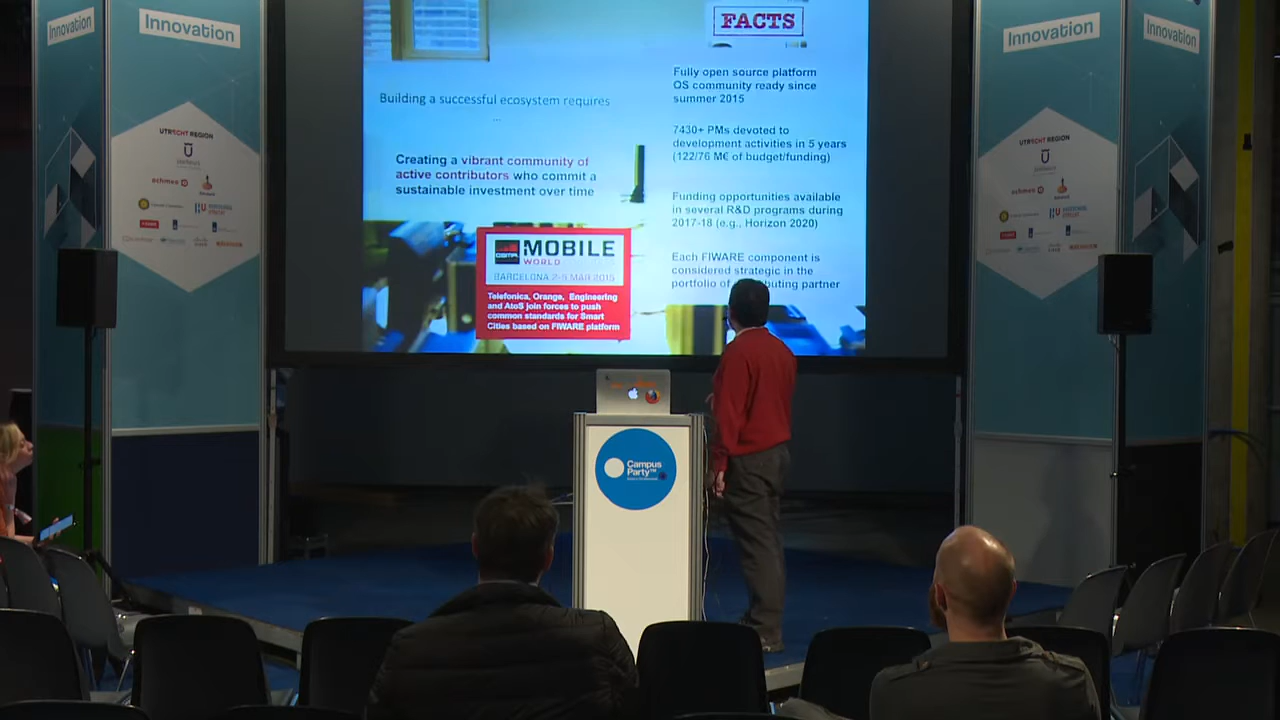 Innovation
Innovation
UTRECHT REGION
FACTS
Building a successful ecosystem requires
...
Creating a vibrant community of
active contributors who commit a
sustainable investment over time
GSMA
MOBILE
WORLD
BARCELONA 2-5 MAR 2015
Telefonica, Orange, Engineering
and AtoS join forces to push
common standards for Smart
Cities based on FIWARE platform
Fully open source platform
OS community ready since
summer 2015
7430+ PMs devoted to
development activities in 5 years
(122/76 M€ of budget/funding)
Funding opportunities available
in several R&D programs during
2017-18 (e.g., Horizon 2020)
Each FIWARE component is
considered strategic in the
portfolio of partner
Campus
Party™
Innovation
Innovation
UTRECHT REGION
achmea